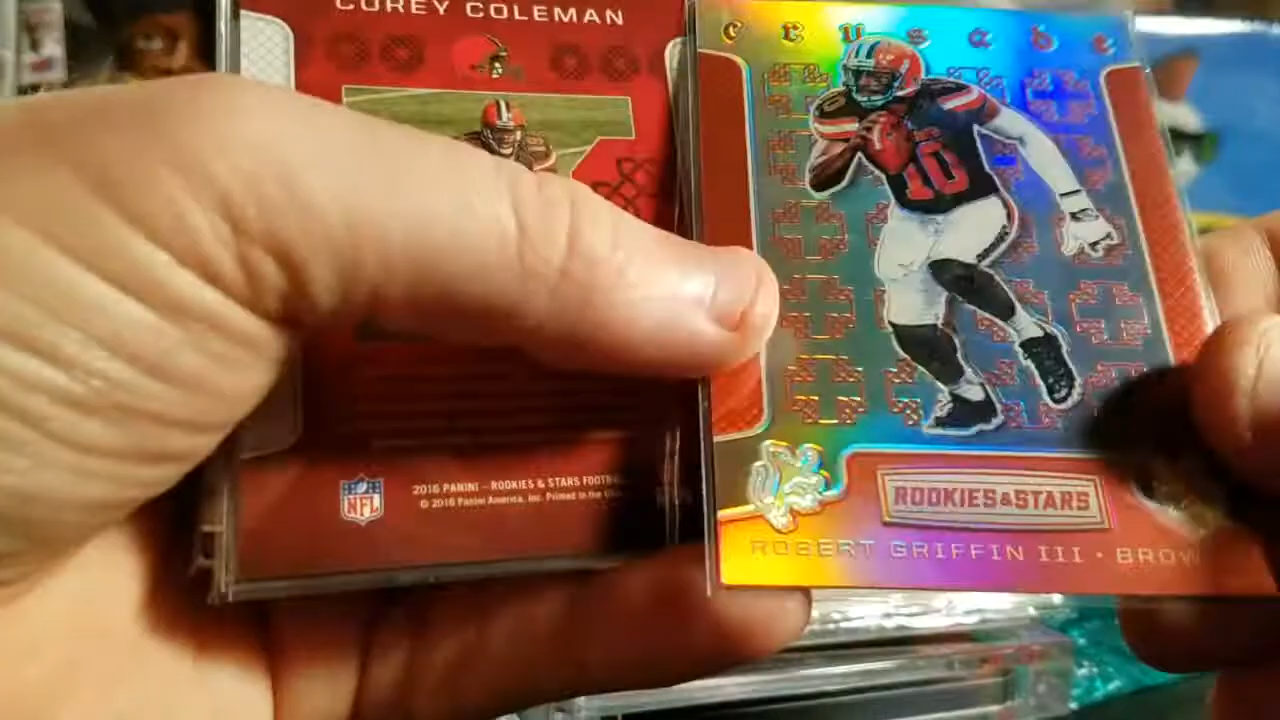 COREY COLEMAN
NFL
2016 PANINI – ROOKIES & STARS FOOTB
© 2016 Panini America, Inc. Printed in the
crusade
10
ROOKIES&STARS
ROBERT GRIFFIN III • BROW